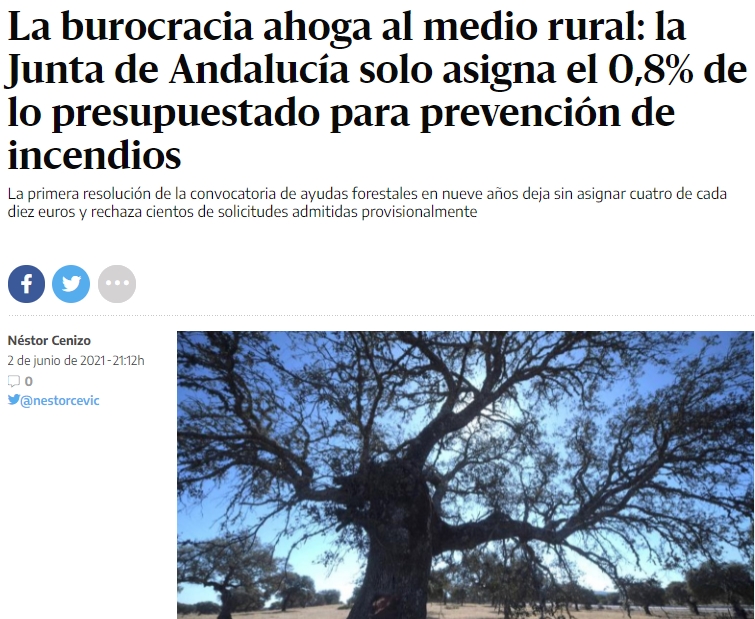 La burocracia ahoga al medio rural: la
Junta de Andalucía solo asigna el 0,8% de
lo presupuestado para prevención de
incendios
La primera resolución de la convocatoria de ayudas forestales en nueve años deja sin asignar cuatro de cada
diez euros y rechaza cientos de solicitudes admitidas provisionalmente
Néstor Cenizo
2 de junio de 2021 - 21:12h
0
@nestorcevic